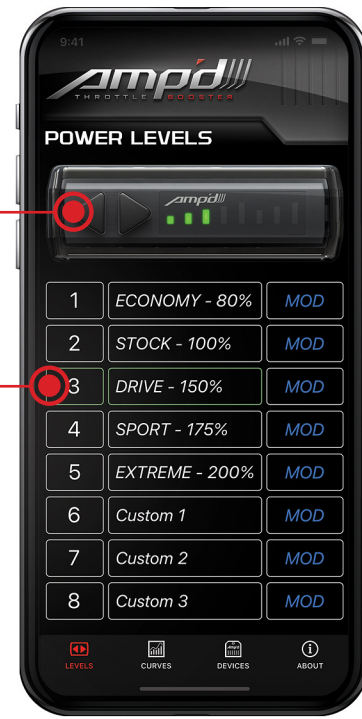 9:41
Amp'd
THROTTLE BOOSTER
POWER LEVELS
Amp'd
1 ECONOMY - 80% MOD
2 STOCK - 100% MOD
3 DRIVE - 150% MOD
4 SPORT - 175% MOD
5 EXTREME - 200% MOD
6 Custom 1 MOD
7 Custom 2 MOD
8 Custom 3 MOD
LEVELS CURVES DEVICES ABOUT